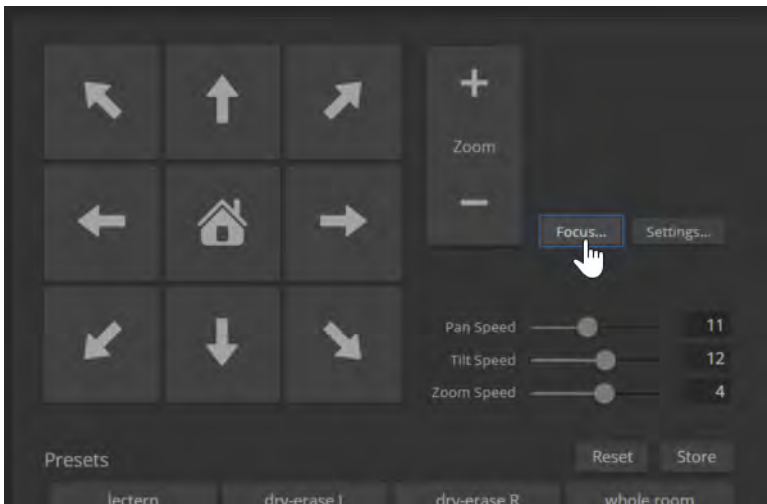 +
Zoom
−
Focus... Settings...
Pan Speed 11
Tilt Speed 12
Zoom Speed 4
Presets Reset Store
lectern dry-erase L dry-erase R whole room